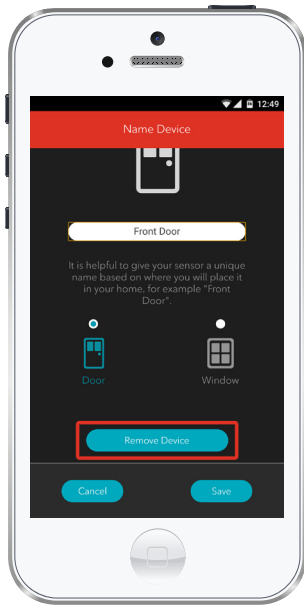 12:49
Name Device
Front Door
It is helpful to give your sensor a unique
name based on where you will place it
in your home, for example "Front
Door".
Door
Window
Remove Device
Cancel
Save